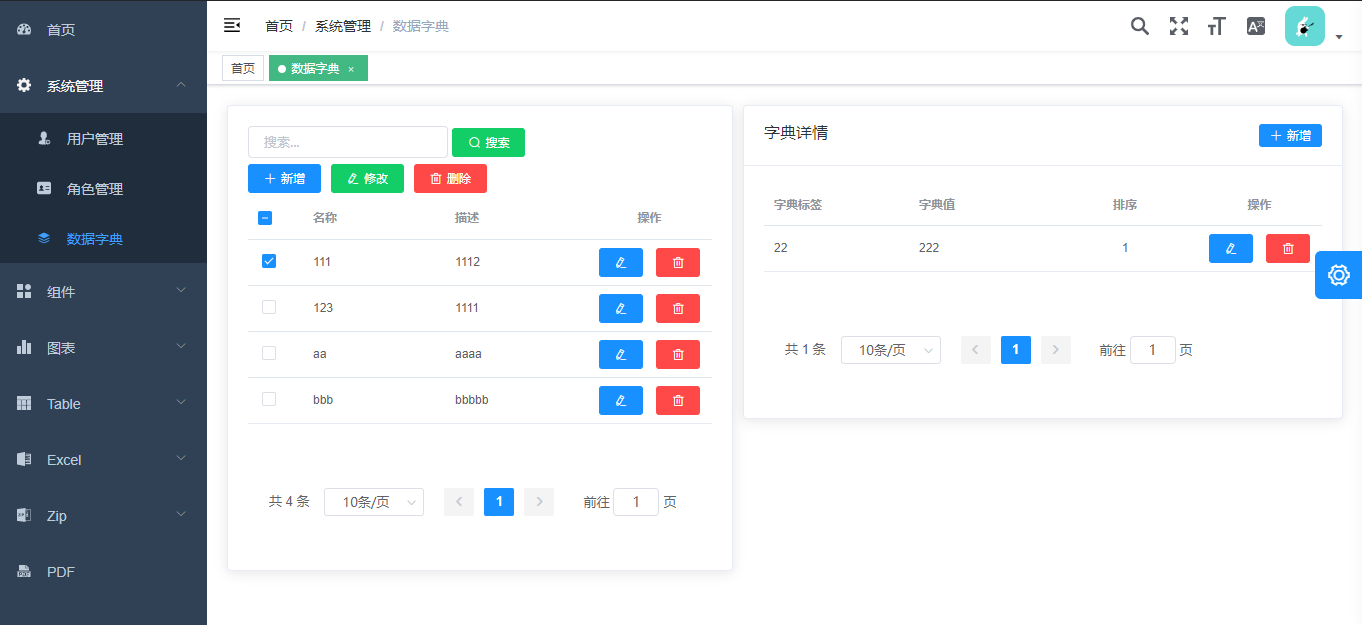 首页
系统管理
用户管理
角色管理
数据字典
组件
图表
Table
Excel
Zip
PDF
首页 / 系统管理 / 数据字典
首页 数据字典 ×
搜索... 搜索
新增 修改 删除
名称 描述 操作
111 1112
123 1111
aa aaaa
bbb bbbbb
共 4 条 10条/页 1 前往 1 页
字典详情 新增
字典标签 字典值 排序 操作
22 222 1
共 1 条 10条/页 1 前往 1 页